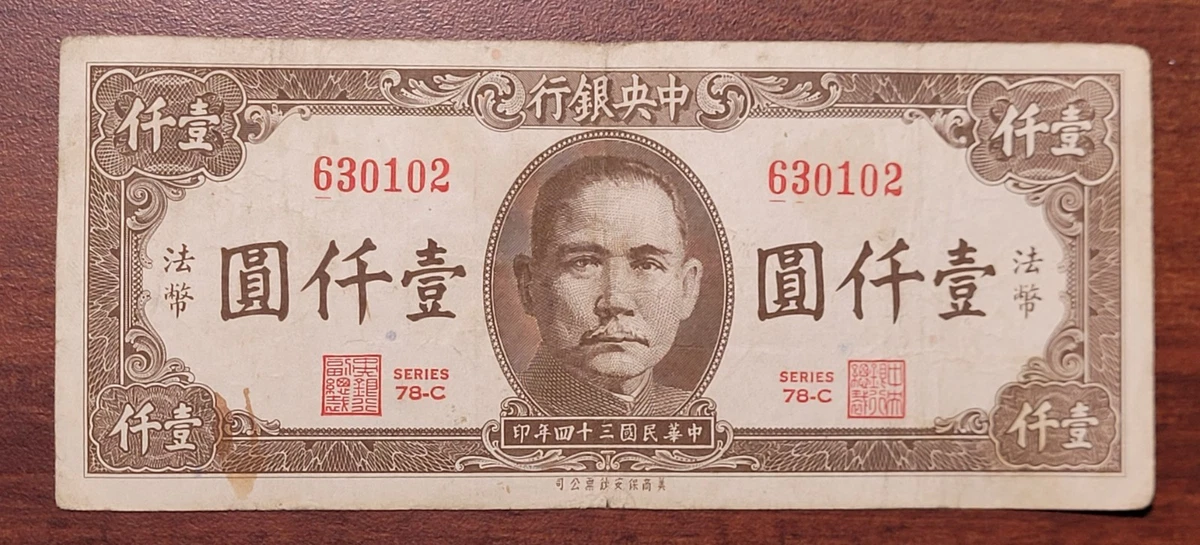 中央銀行
壹仟
壹仟
630102
630102
法幣
壹仟圓
壹仟圓
法幣
SERIES
78-C
SERIES
78-C
壹仟
壹仟
中華民國三十四年印
美商保安鈔票公司